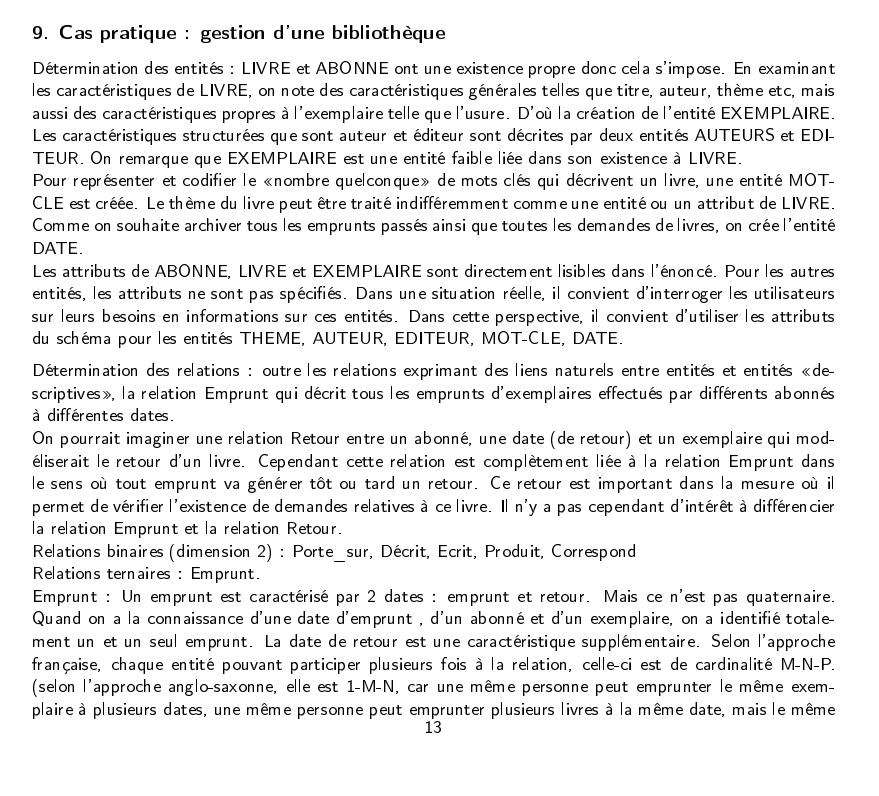 9. Cas pratique : gestion d'une bibliothèque
Détermination des entités : LIVRE et ABONNE ont une existence propre donc cela s'impose. En examinant
les caractéristiques de LIVRE, on note des caractéristiques générales telles que titre, auteur, thème etc, mais
aussi des caractéristiques propres à l'exemplaire telle que l'usure. D'où la création de l'entité EXEMPLAIRE.
Les caractéristiques structurées que sont auteur et éditeur sont décrites par deux entités AUTEURS et EDI-
TEUR. On remarque que EXEMPLAIRE est une entité faible liée dans son existence à LIVRE.
Pour représenter et codifier le «nombre quelconque» de mots clés qui décrivent un livre, une entité MOT-
CLE est créée. Le thème du livre peut être traité indifféremment comme une entité ou un attribut de LIVRE.
Comme on souhaite archiver tous les emprunts passés ainsi que toutes les demandes de livres, on crée l'entité
DATE.
Les attributs de ABONNE, LIVRE et EXEMPLAIRE sont directement lisibles dans l'énoncé. Pour les autres
entités, les attributs ne sont pas spécifiés. Dans une situation réelle, il convient d'interroger les utilisateurs
sur leurs besoins en informations sur ces entités. Dans cette perspective, il convient d'utiliser les attributs
du schéma pour les entités THEME, AUTEUR, EDITEUR, MOT-CLE, DATE.
Détermination des relations : outre les relations exprimant des liens naturels entre entités et entités «de-
scriptives», la relation Emprunt qui décrit tous les emprunts d'exemplaires effectués par différents abonnés
à différentes dates.
On pourrait imaginer une relation Retour entre un abonné, une date (de retour) et un exemplaire qui mod-
éliserait le retour d'un livre. Cependant cette relation est complètement liée à la relation Emprunt dans
le sens où tout emprunt va générer tôt ou tard un retour. Ce retour est important dans la mesure où il
permet de vérifier l'existence de demandes relatives à ce livre. Il n'y a pas cependant d'intérêt à différencier
la relation Emprunt et la relation Retour.
Relations binaires (dimension 2) : Porte_sur, Décrit, Ecrit, Produit, Correspond
Relations ternaires : Emprunt.
Emprunt : Un emprunt est caractérisé par 2 dates : emprunt et retour. Mais ce n'est pas quaternaire.
Quand on a la connaissance d'une date d'emprunt , d'un abonné et d'un exemplaire, on a identifié totale-
ment un et un seul emprunt. La date de retour est une caractéristique supplémentaire. Selon l'approche
française, chaque entité pouvant participer plusieurs fois à la relation, celle-ci est de cardinalité M-N-P.
(selon l'approche anglo-saxonne, elle est 1-M-N, car une même personne peut emprunter le même exem-
plaire à plusieurs dates, une même personne peut emprunter plusieurs livres à la même date, mais le même
13